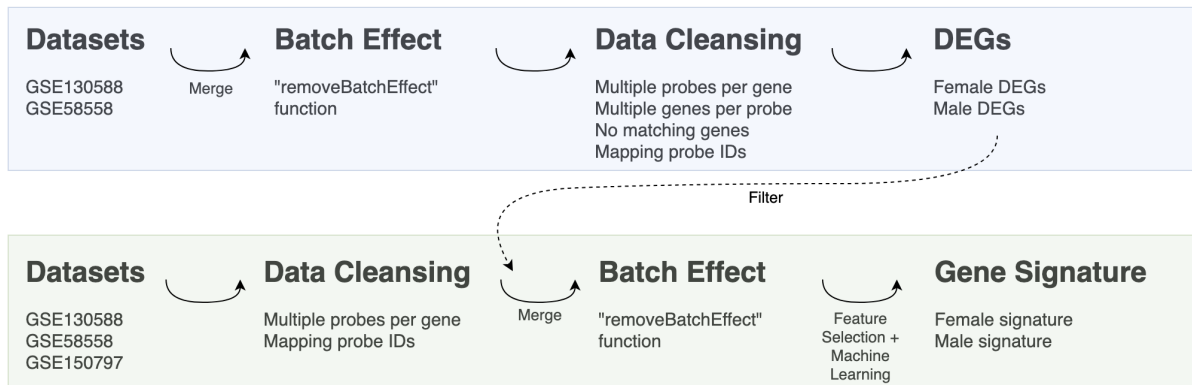 Datasets
GSE130588
GSE58558
Merge
Batch Effect
"removeBatchEffect"
function
Data Cleansing
Multiple probes per gene
Multiple genes per probe
No matching genes
Mapping probe IDs
DEGs
Female DEGs
Male DEGs
Filter
Datasets
GSE130588
GSE58558
GSE150797
Data Cleansing
Multiple probes per gene
Mapping probe IDs
Merge
Batch Effect
"removeBatchEffect"
function
Feature
Selection +
Machine
Learning
Gene Signature
Female signature
Male signature